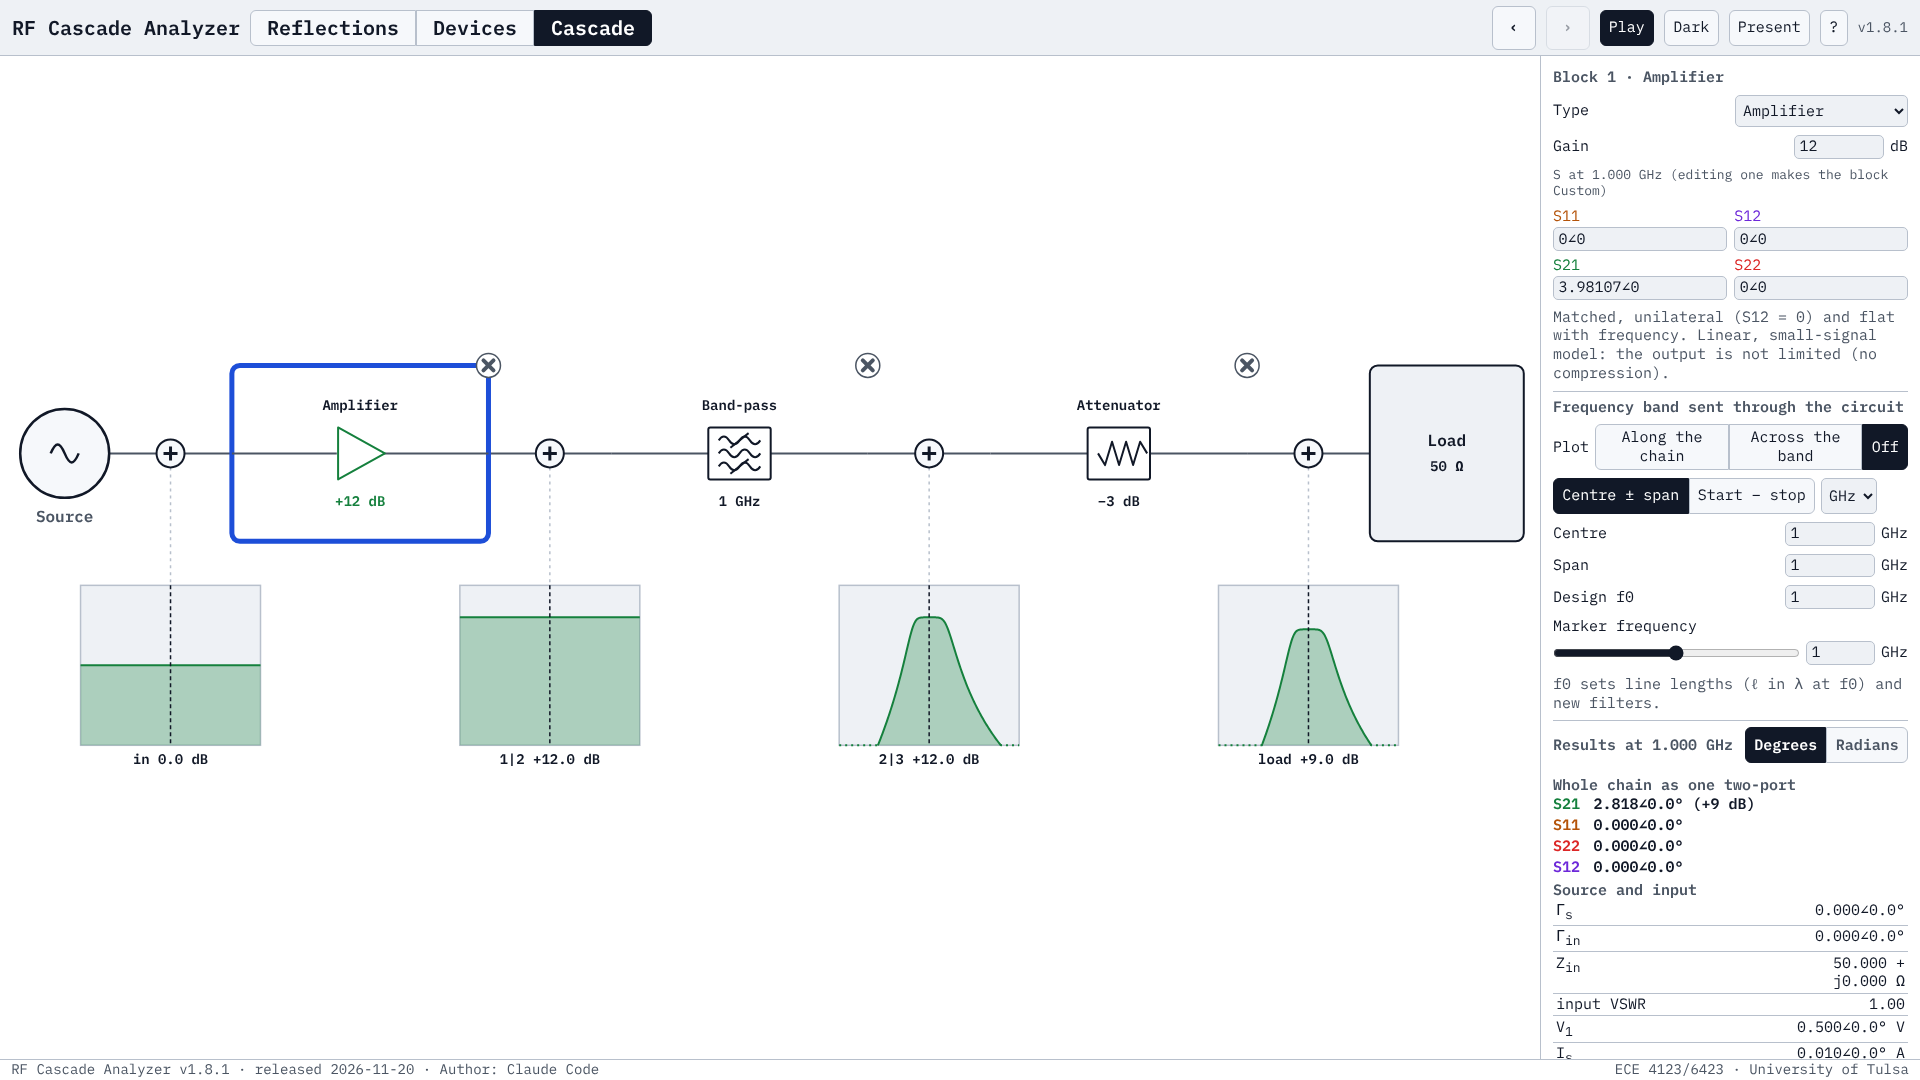 RF Cascade Analyzer
Reflections
Devices
Cascade
‹
›
Play
Dark
Present
?
v1.8.1
Amplifier
+12 dB
Band-pass
1 GHz
Attenuator
−3 dB
Load
50 Ω
Source
in 0.0 dB
1|2 +12.0 dB
2|3 +12.0 dB
load +9.0 dB
Block 1 · Amplifier
Type
Amplifier
Gain
12
dB
S at 1.000 GHz (editing one makes the block
Custom)
S11
S12
0∠0
0∠0
S21
S22
3.98107∠0
0∠0
Matched, unilateral (S12 = 0) and flat
with frequency. Linear, small-signal
model: the output is not limited (no
compression).
Frequency band sent through the circuit
Plot
Along the
chain
Across the
band
Off
Centre ± span
Start – stop
GHz
Centre
1
GHz
Span
1
GHz
Design f0
1
GHz
Marker frequency
1
GHz
f0 sets line lengths (ℓ in λ at f0) and
new filters.
Results at 1.000 GHz
Degrees
Radians
Whole chain as one two-port
S21 2.818∠0.0° (+9 dB)
S11 0.000∠0.0°
S22 0.000∠0.0°
S12 0.000∠0.0°
Source and input
Γs 0.000∠0.0°
Γin 0.000∠0.0°
Zin 50.000 +
j0.000 Ω
input VSWR 1.00
V1 0.500∠0.0° V
Is 0.010∠0.0° A
RF Cascade Analyzer v1.8.1 · released 2026-11-20 · Author: Claude Code
ECE 4123/6423 · University of Tulsa